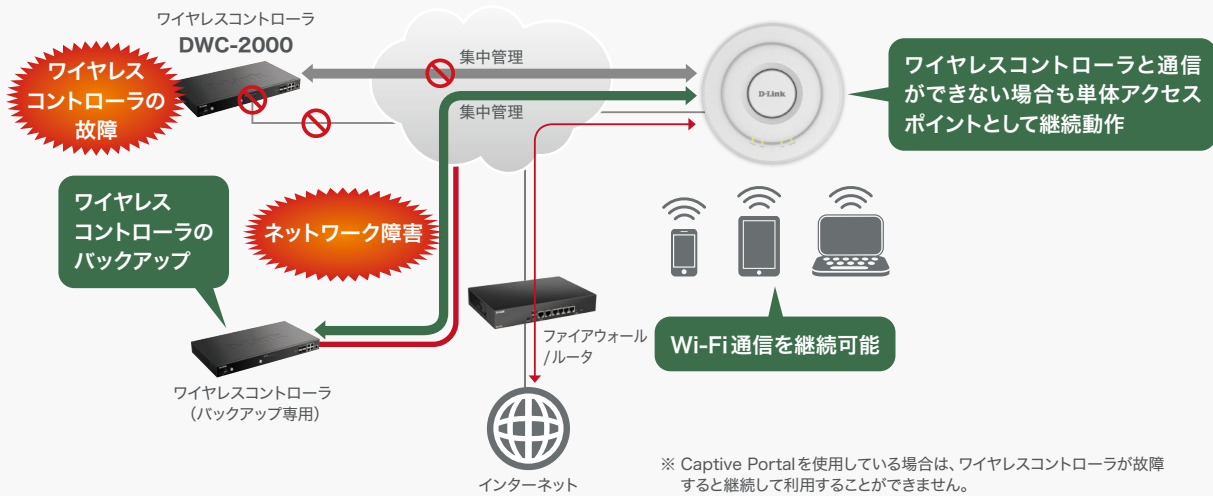 ワイヤレスコントローラ
DWC-2000
ワイヤレス
コントローラの
故障
集中管理
集中管理
D-Link
ワイヤレスコントローラと通信
ができない場合も単体アクセス
ポイントとして継続動作
ワイヤレス
コントローラの
バックアップ
ネットワーク障害
ファイアウォール
/ルータ
Wi-Fi通信を継続可能
ワイヤレスコントローラ
（バックアップ専用）
インターネット
※ Captive Portalを使用している場合は、ワイヤレスコントローラが故障
すると継続して利用することができません。